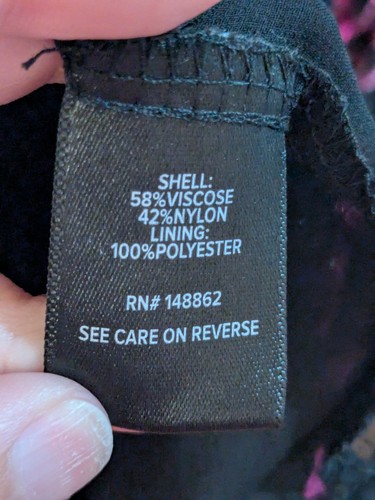 SHELL:
58%VISCOSE
42%NYLON
LINING:
100%POLYESTER
RN# 148862
SEE CARE ON REVERSE